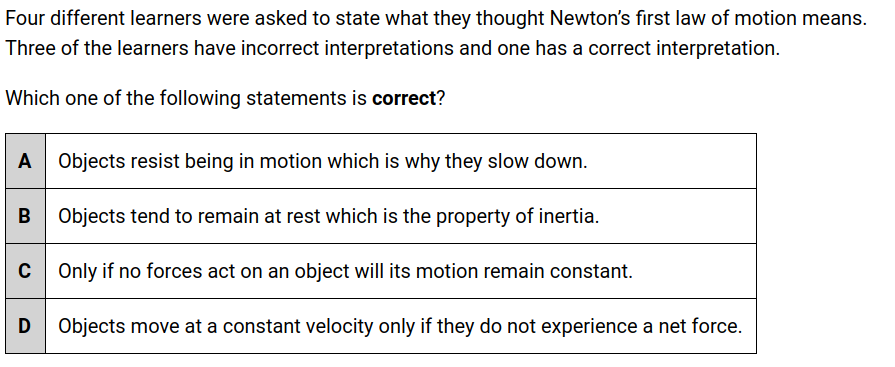 Four different learners were asked to state what they thought Newton's first law of motion means.
Three of the learners have incorrect interpretations and one has a correct interpretation.
Which one of the following statements is correct?
A Objects resist being in motion which is why they slow down.
B Objects tend to remain at rest which is the property of inertia.
C Only if no forces act on an object will its motion remain constant.
D Objects move at a constant velocity only if they do not experience a net force.